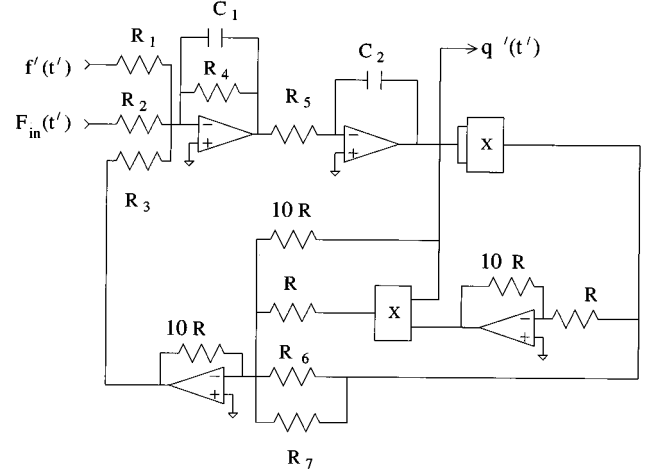 C 1
R 1
q '(t')
f'(t')
C 2
R 4
R 5
R 2
F in (t')
− + − + X
R 3
10 R
10 R
R
R
X
− +
10 R
R 6
− +
R 7